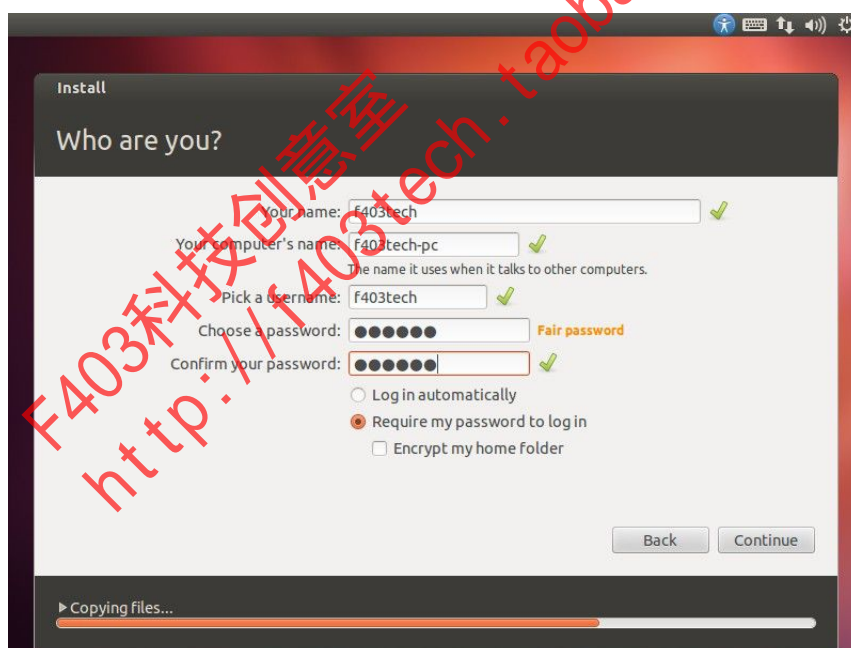 Install
Who are you?
Your name: f403tech
Your computer's name: f403tech-pc
The name it uses when it talks to other computers.
Pick a username: f403tech
Choose a password: ●●●●●● Fair password
Confirm your password: ●●●●●●
Log in automatically
Require my password to log in
Encrypt my home folder
Back Continue
Copying files...
F403科技创意室
http://f403tech.taoba